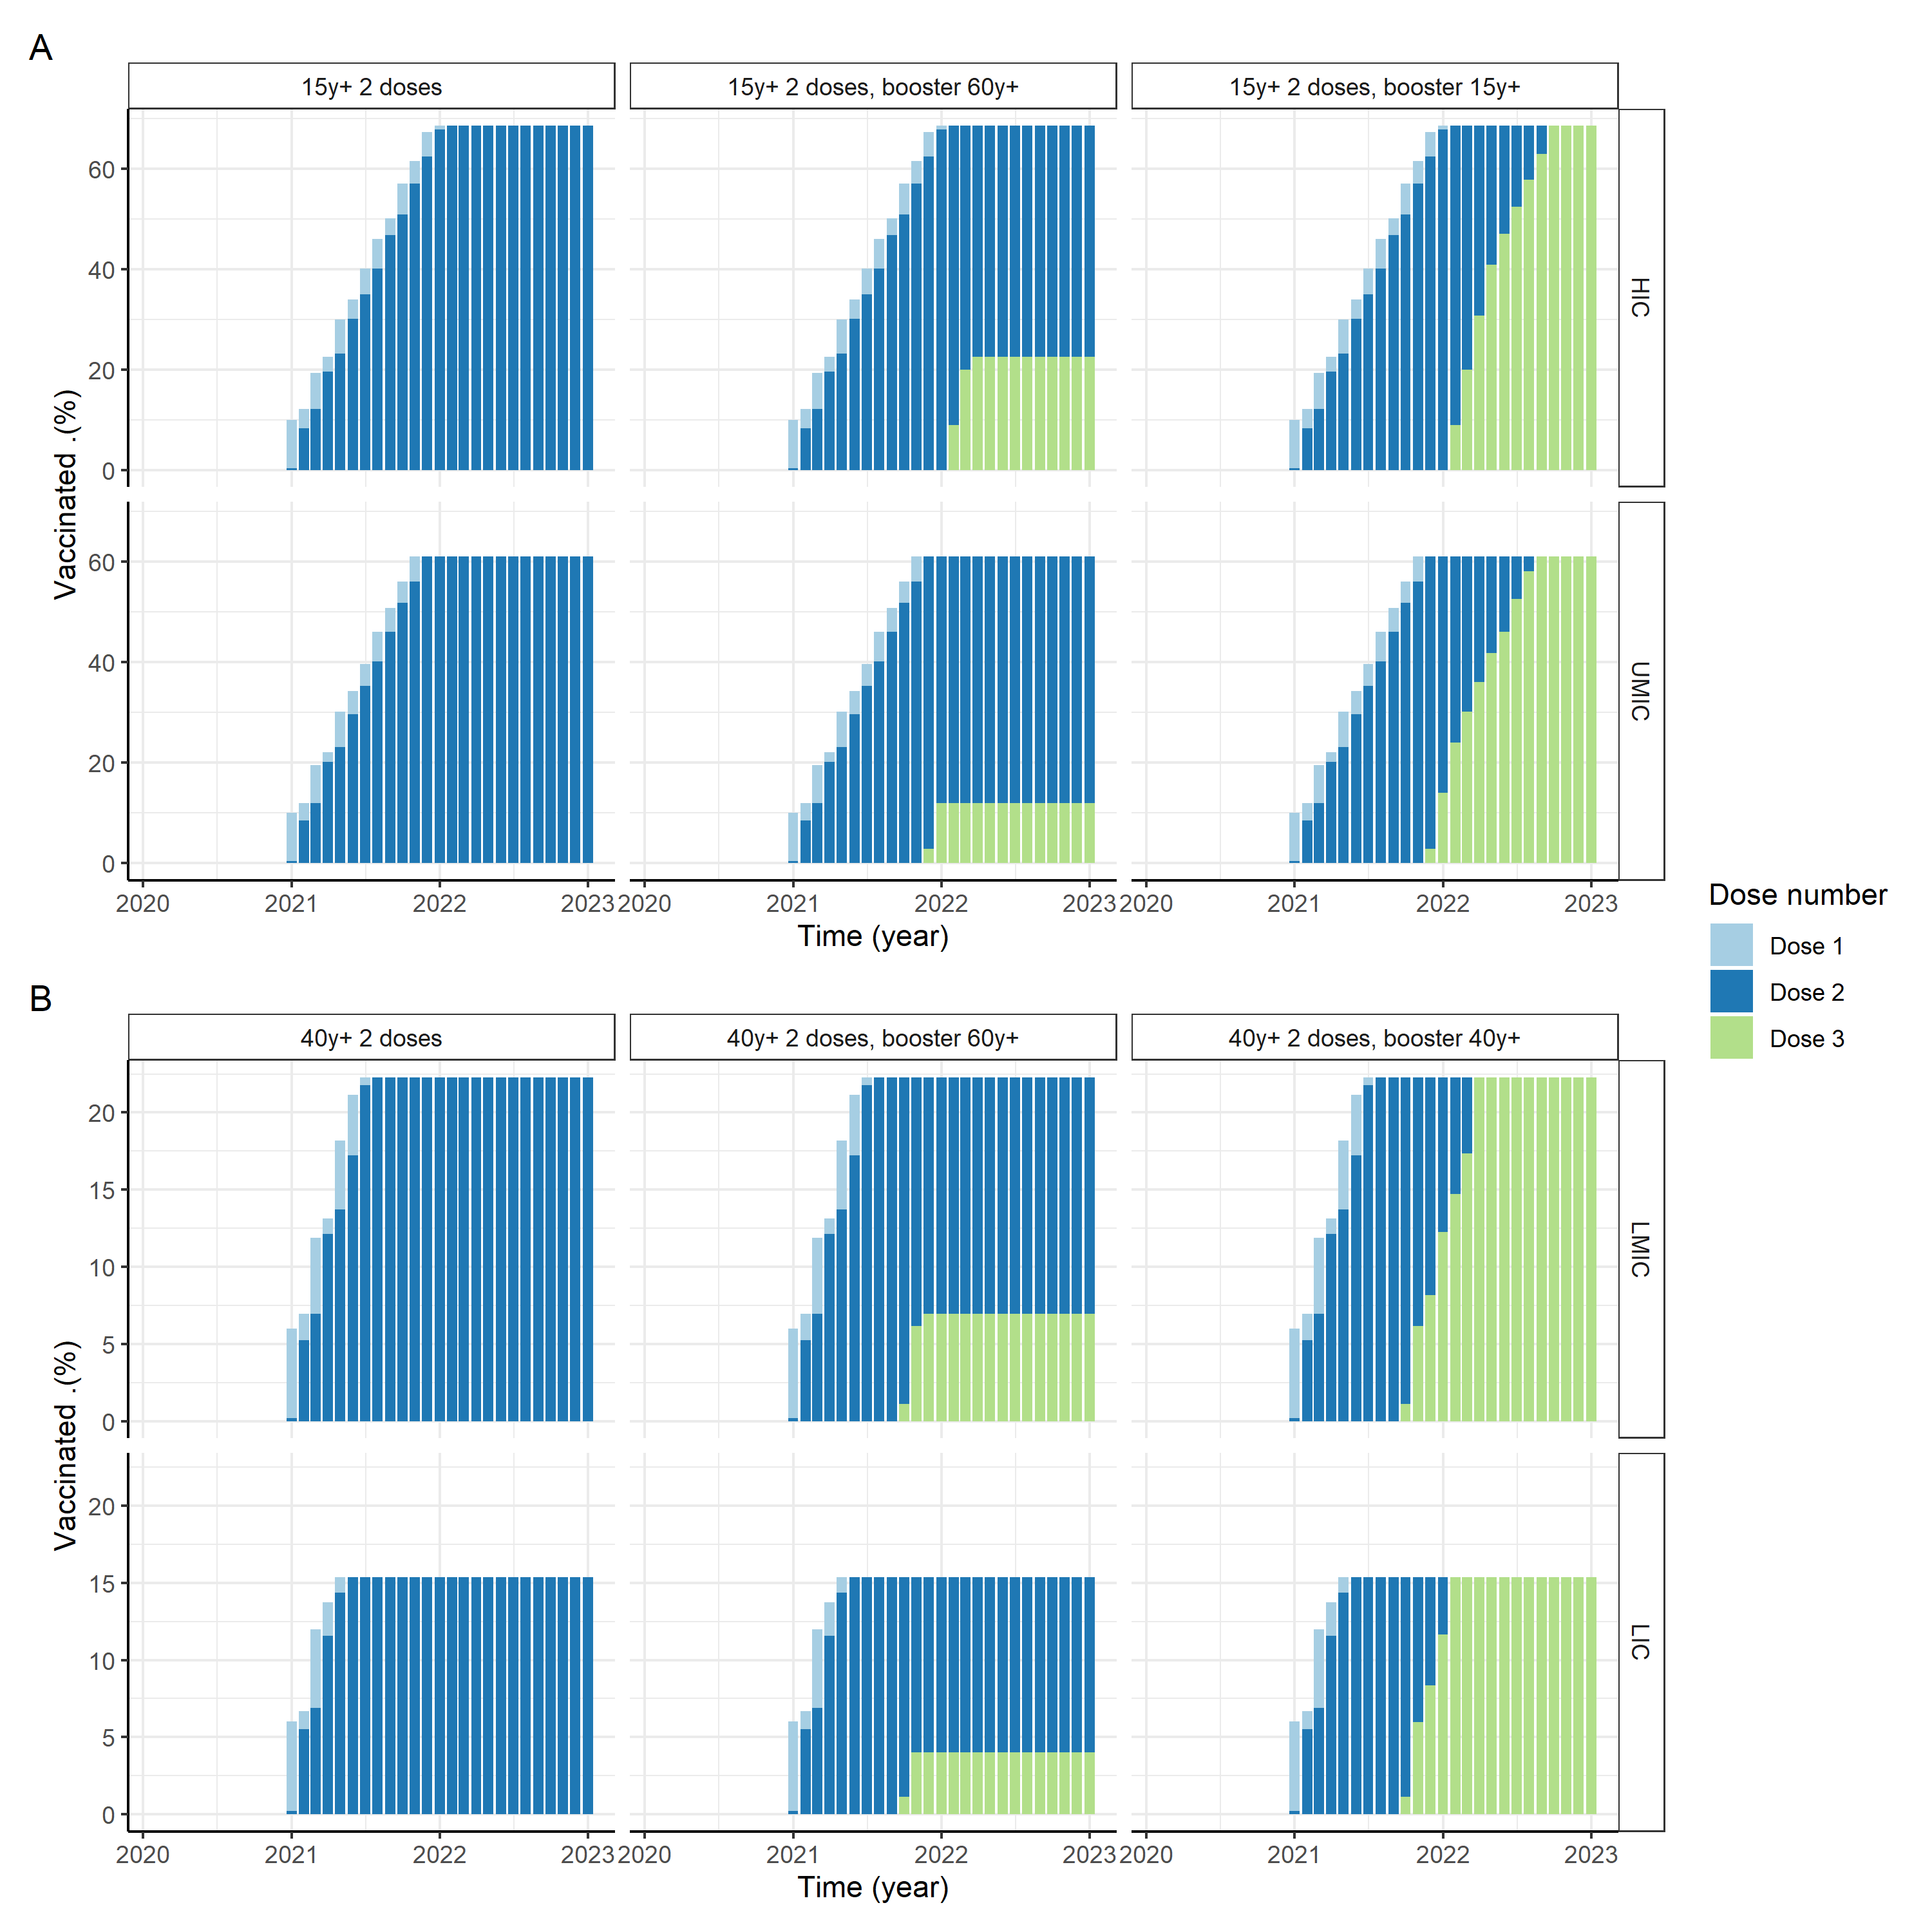 A
15y+ 2 doses
15y+ 2 doses, booster 60y+
15y+ 2 doses, booster 15y+
60
40
20
0
HIC
60
40
20
0
UMIC
Vaccinated .(%)
2020 2021 2022 2023
2020 2021 2022 2023
2020 2021 2022 2023
Time (year)
Dose number
Dose 1
Dose 2
Dose 3
B
40y+ 2 doses
40y+ 2 doses, booster 60y+
40y+ 2 doses, booster 40y+
20
15
10
5
0
LMIC
20
15
10
5
0
LIC
Vaccinated .(%)
2020 2021 2022 2023
2020 2021 2022 2023
2020 2021 2022 2023
Time (year)